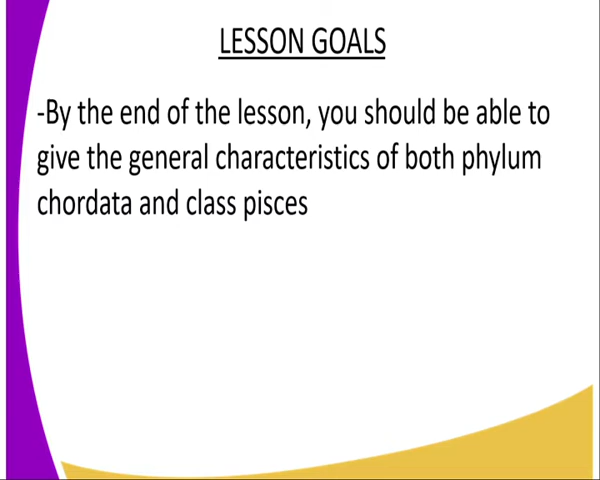 LESSON GOALS
-By the end of the lesson, you should be able to
give the general characteristics of both phylum
chordata and class pisces